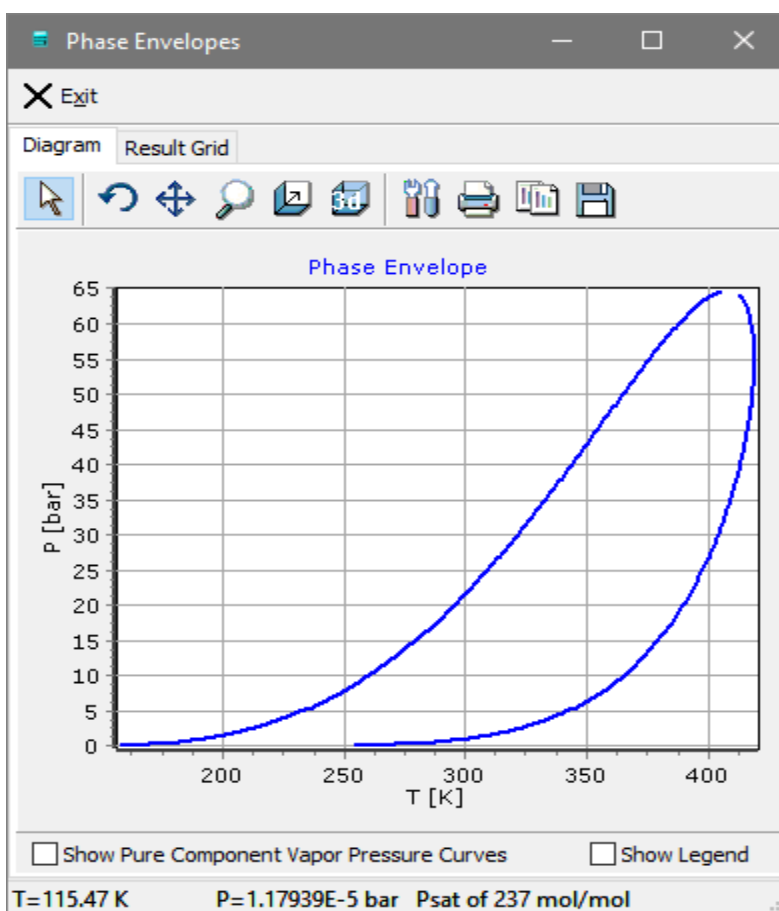 Phase Envelopes
Exit
Diagram Result Grid
3d
Phase Envelope
65
60
55
50
45
40
35
30
25
20
15
10
5
0
P [bar]
200 250 300 350 400
T [K]
Show Pure Component Vapor Pressure Curves Show Legend
T=115.47 K P=1.17939E-5 bar Psat of 237 mol/mol